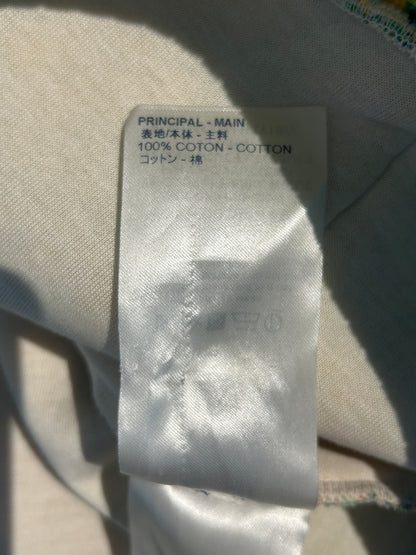 PRINCIPAL - MAIN
表地/本体 - 主料
100% COTON - COTTON
コットン - 棉